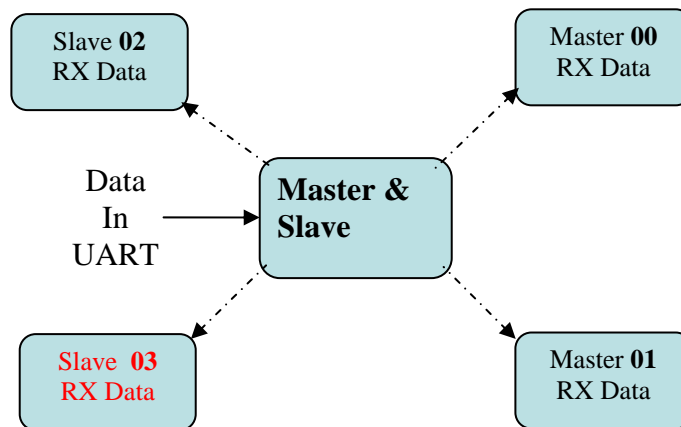 Slave 02
RX Data
Master 00
RX Data
Data
In
UART
Master &
Slave
Slave 03
RX Data
Master 01
RX Data